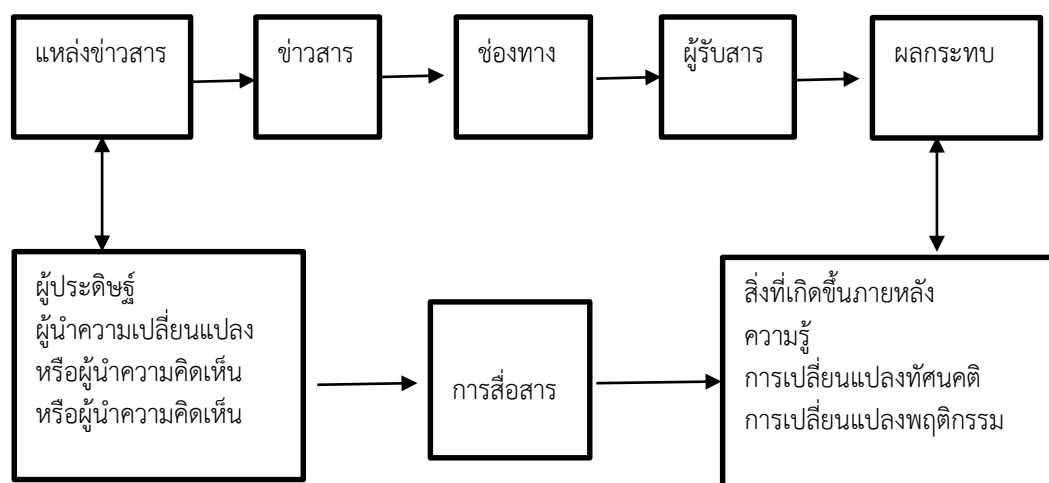 แหล่งข่าวสาร
ข่าวสาร
ช่องทาง
ผู้รับสาร
ผลกระทบ
ผู้ประดิษฐ์
ผู้นำความเปลี่ยนแปลง
หรือผู้นำความคิดเห็น
หรือผู้นำความคิดเห็น
การสื่อสาร
สิ่งที่เกิดขึ้นภายหลัง
ความรู้
การเปลี่ยนแปลงทัศนคติ
การเปลี่ยนแปลงพฤติกรรม